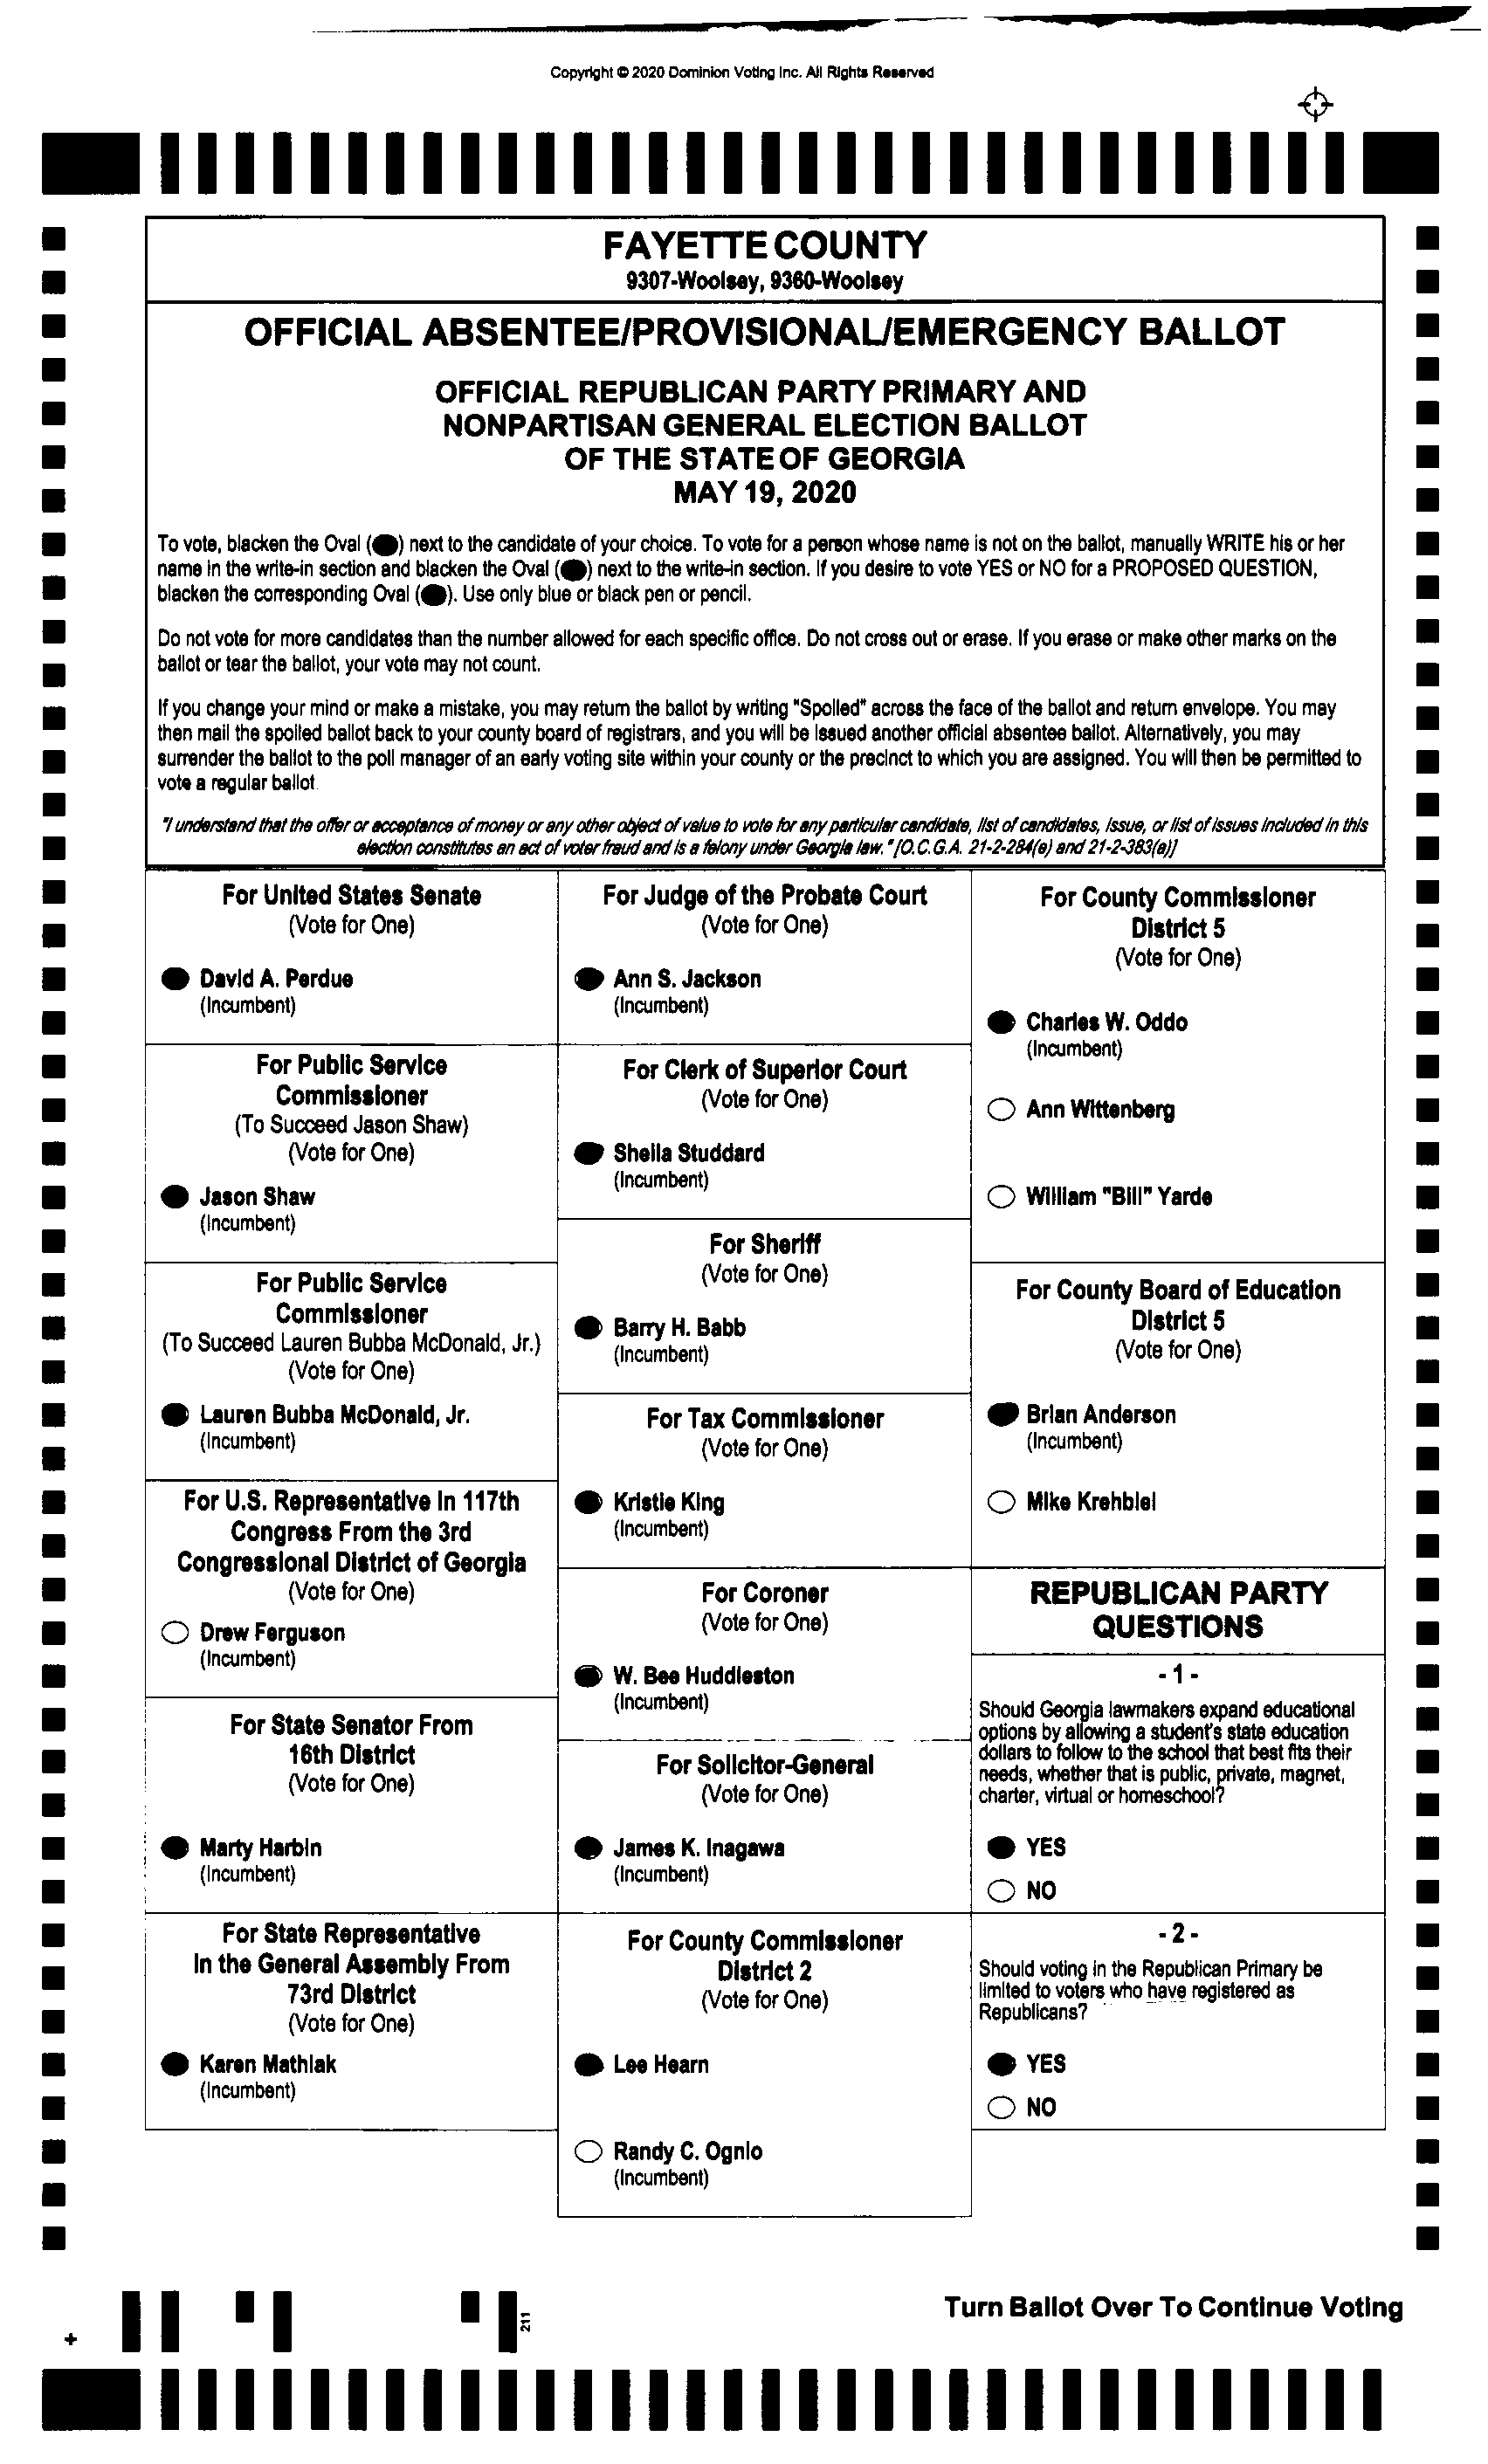 Copyright © 2020 Dominion Voting Inc. All Rights Reserved
FAYETTE COUNTY
9307-Woolsey, 9360-Woolsey
OFFICIAL ABSENTEE/PROVISIONAL/EMERGENCY BALLOT
OFFICIAL REPUBLICAN PARTY PRIMARY AND
NONPARTISAN GENERAL ELECTION BALLOT
OF THE STATE OF GEORGIA
MAY 19, 2020
To vote, blacken the Oval (●) next to the candidate of your choice. To vote for a person whose name is not on the ballot, manually WRITE his or her
name in the write-in section and blacken the Oval (●) next to the write-in section. If you desire to vote YES or NO for a PROPOSED QUESTION,
blacken the corresponding Oval (●). Use only blue or black pen or pencil.
Do not vote for more candidates than the number allowed for each specific office. Do not cross out or erase. If you erase or make other marks on the
ballot or tear the ballot, your vote may not count.
If you change your mind or make a mistake, you may return the ballot by writing "Spolled" across the face of the ballot and return envelope. You may
then mail the spoiled ballot back to your county board of registrars, and you will be issued another official absentee ballot. Alternatively, you may
surrender the ballot to the poll manager of an early voting site within your county or the precinct to which you are assigned. You will then be permitted to
vote a regular ballot
"I understand that the offer or acceptance of money or any other object of value to vote for any particular candidate, list of candidates, issue, or list of issues included in this
election constitutes an act of voter fraud and is a felony under Georgia law." [O.C.G.A. 21-2-284(e) and 21-2-383(a)]
For United States Senate
(Vote for One)
David A. Perdue
(Incumbent)
For Public Service
Commissioner
(To Succeed Jason Shaw)
(Vote for One)
Jason Shaw
(Incumbent)
For Public Service
Commissioner
(To Succeed Lauren Bubba McDonald, Jr.)
(Vote for One)
Lauren Bubba McDonald, Jr.
(Incumbent)
For U.S. Representative in 117th
Congress From the 3rd
Congressional District of Georgia
(Vote for One)
Drew Ferguson
(Incumbent)
For State Senator From
16th District
(Vote for One)
Marty Harbin
(Incumbent)
For State Representative
In the General Assembly From
73rd District
(Vote for One)
Karen Mathiak
(Incumbent)
For Judge of the Probate Court
(Vote for One)
Ann S. Jackson
(Incumbent)
For Clerk of Superior Court
(Vote for One)
Sheila Studdard
(Incumbent)
For Sheriff
(Vote for One)
Barry H. Babb
(Incumbent)
For Tax Commissioner
(Vote for One)
Kristie King
(Incumbent)
For Coroner
(Vote for One)
W. Bee Huddleston
(Incumbent)
For Solicitor-General
(Vote for One)
James K. Inagawa
(Incumbent)
For County Commissioner
District 2
(Vote for One)
Lee Hearn
Randy C. Ognio
(Incumbent)
For County Commissioner
District 5
(Vote for One)
Charles W. Oddo
(Incumbent)
Ann Wittenberg
William "Bill" Yarde
For County Board of Education
District 5
(Vote for One)
Brian Anderson
(Incumbent)
Mike Krehbiel
REPUBLICAN PARTY
QUESTIONS
- 1 -
Should Georgia lawmakers expand educational
options by allowing a student's state education
dollars to follow to the school that best fits their
needs, whether that is public, private, magnet,
charter, virtual or homeschool?
YES
NO
- 2 -
Should voting in the Republican Primary be
limited to voters who have registered as
Republicans?
YES
NO
Turn Ballot Over To Continue Voting
211
+